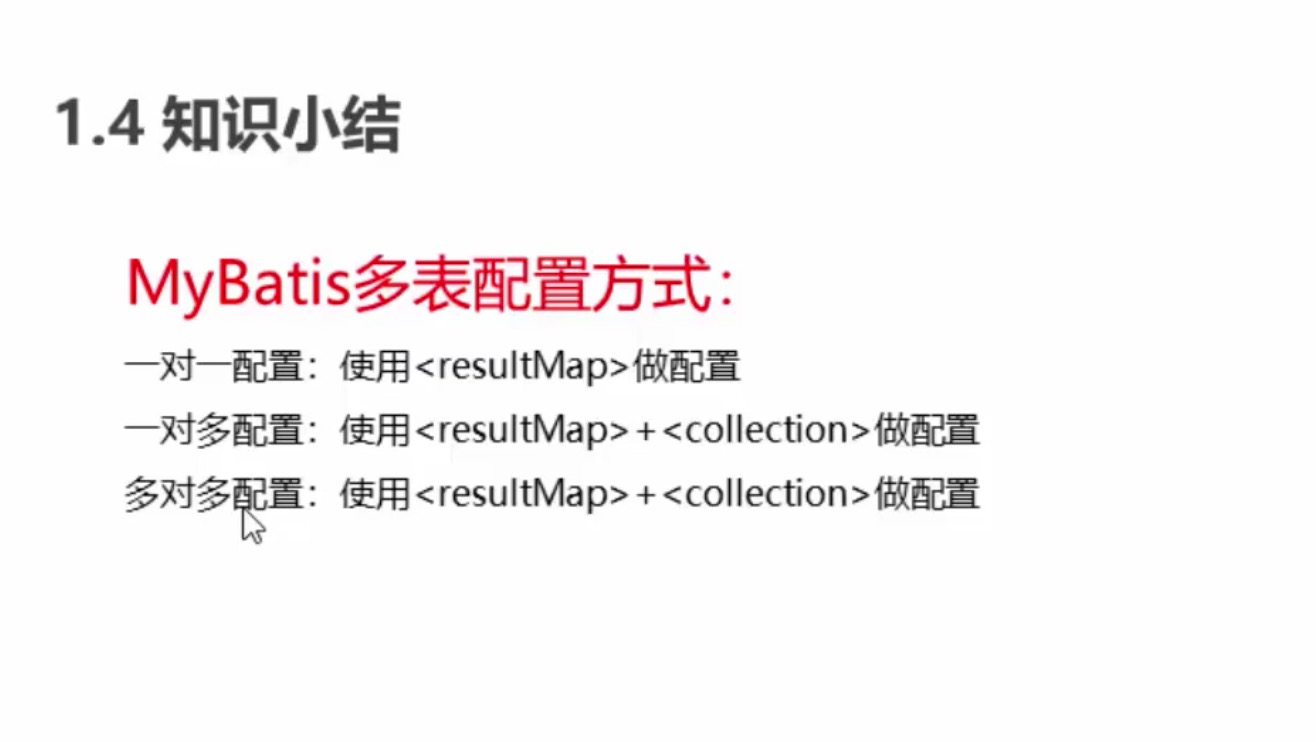 1.4 知识小结
MyBatis多表配置方式：
一对一配置：使用<resultMap>做配置
一对多配置：使用<resultMap>+<collection>做配置
多对多配置：使用<resultMap>+<collection>做配置